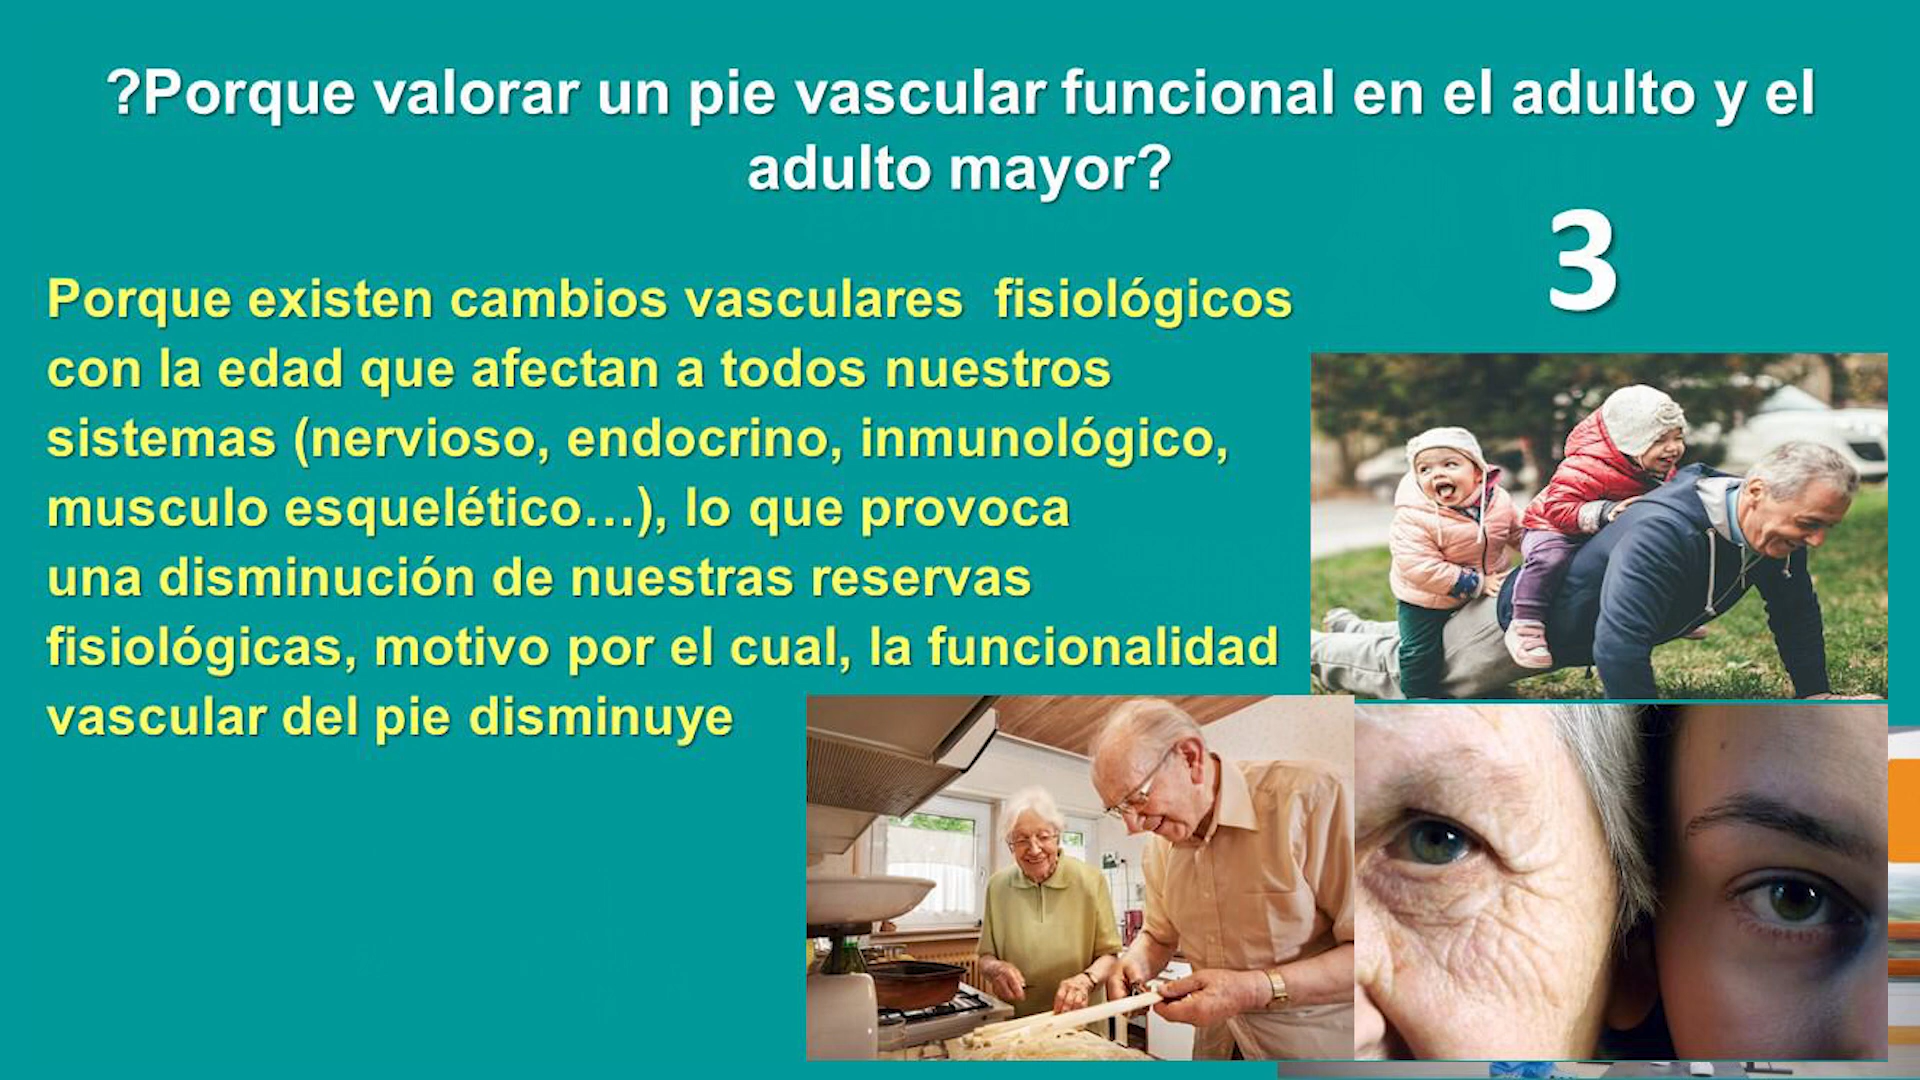 ?Porque valorar un pie vascular funcional en el adulto y el
adulto mayor?
3
Porque existen cambios vasculares  fisiológicos
con la edad que afectan a todos nuestros
sistemas (nervioso, endocrino, inmunológico,
musculo esquelético…), lo que provoca
una disminución de nuestras reservas
fisiológicas, motivo por el cual, la funcionalidad
vascular del pie disminuye